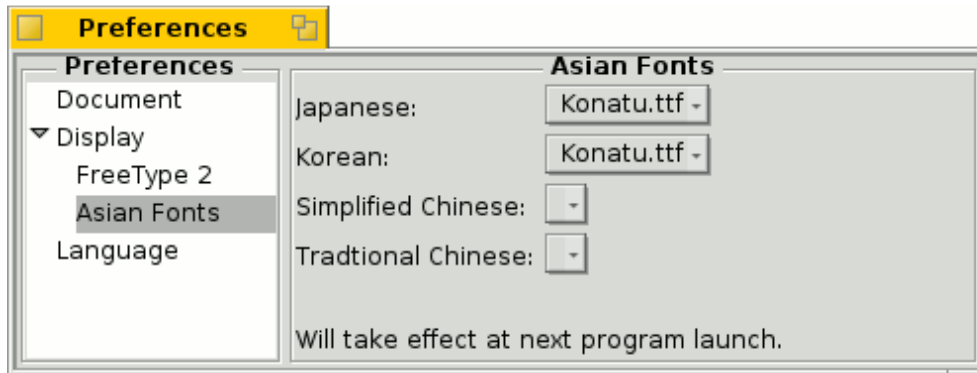 Preferences
Preferences
Document
Display
FreeType 2
Asian Fonts
Language
Asian Fonts
Japanese: Konatu.ttf
Korean: Konatu.ttf
Simplified Chinese:
Tradtional Chinese:
Will take effect at next program launch.